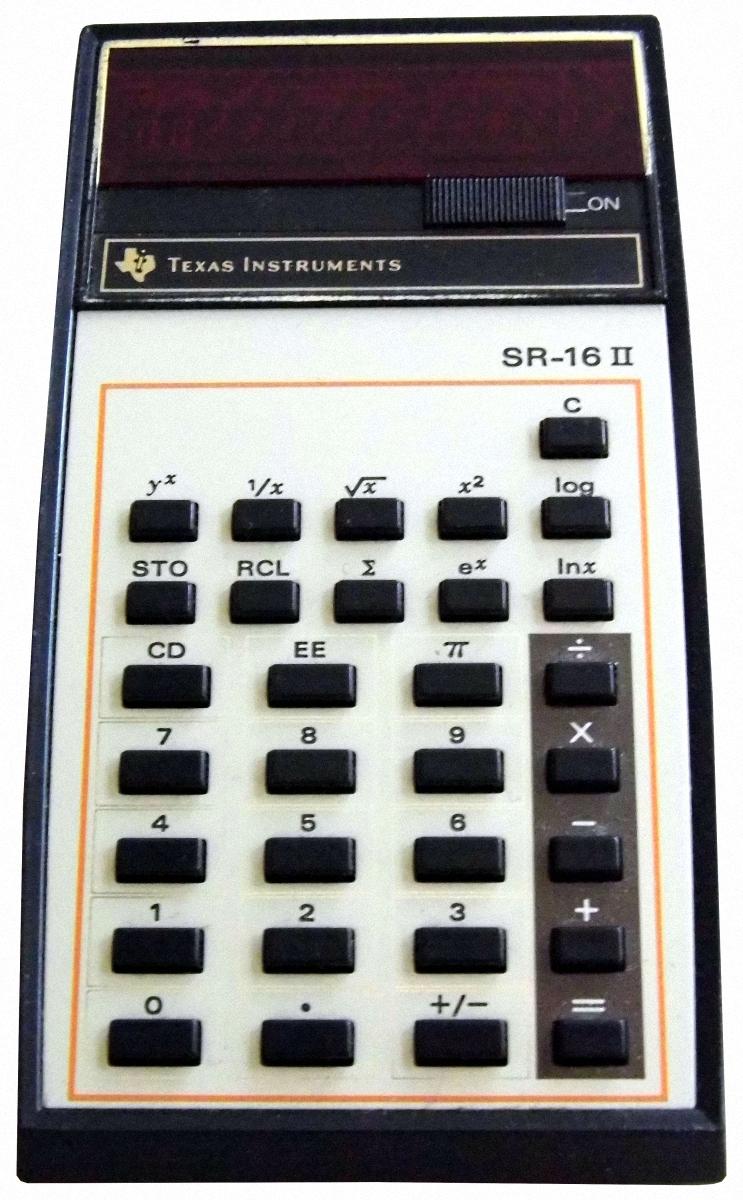 ON
TEXAS INSTRUMENTS
SR-16 II
C
yˣ 1/x √x x² log
STO RCL Σ eˣ lnx
CD EE π ÷
7 8 9 X
4 5 6 −
1 2 3 +
0 . +/− =